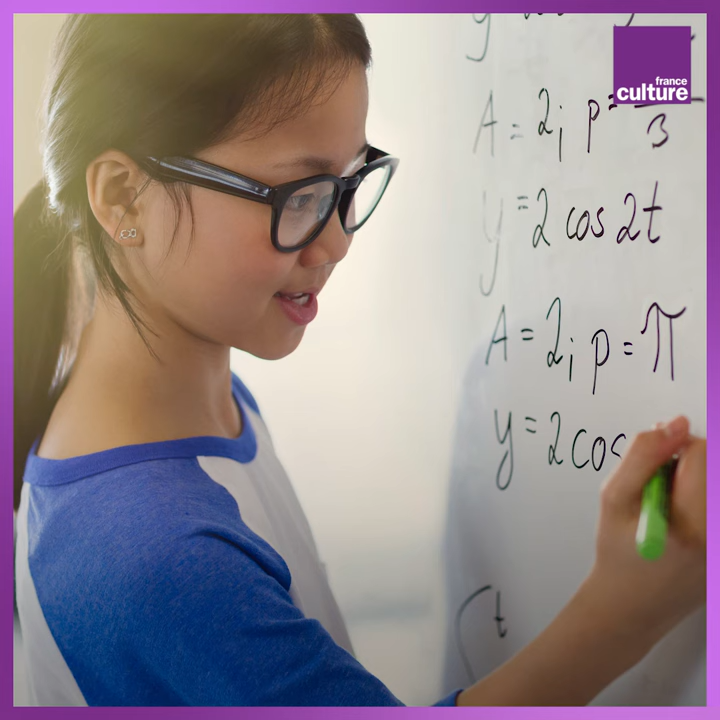 france
culture
A = 2; p =
3
y = 2 cos 2t
A = 2; p = π
y = 2 cos
t